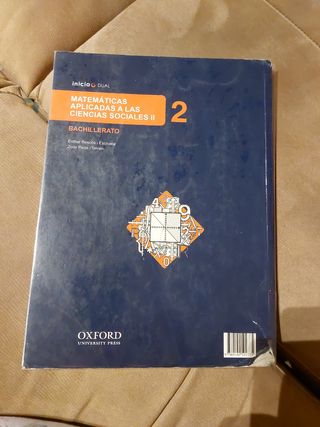 inicia DUAL
MATEMÁTICAS
APLICADAS A LAS
CIENCIAS SOCIALES II
2
BACHILLERATO
OXFORD
UNIVERSITY PRESS